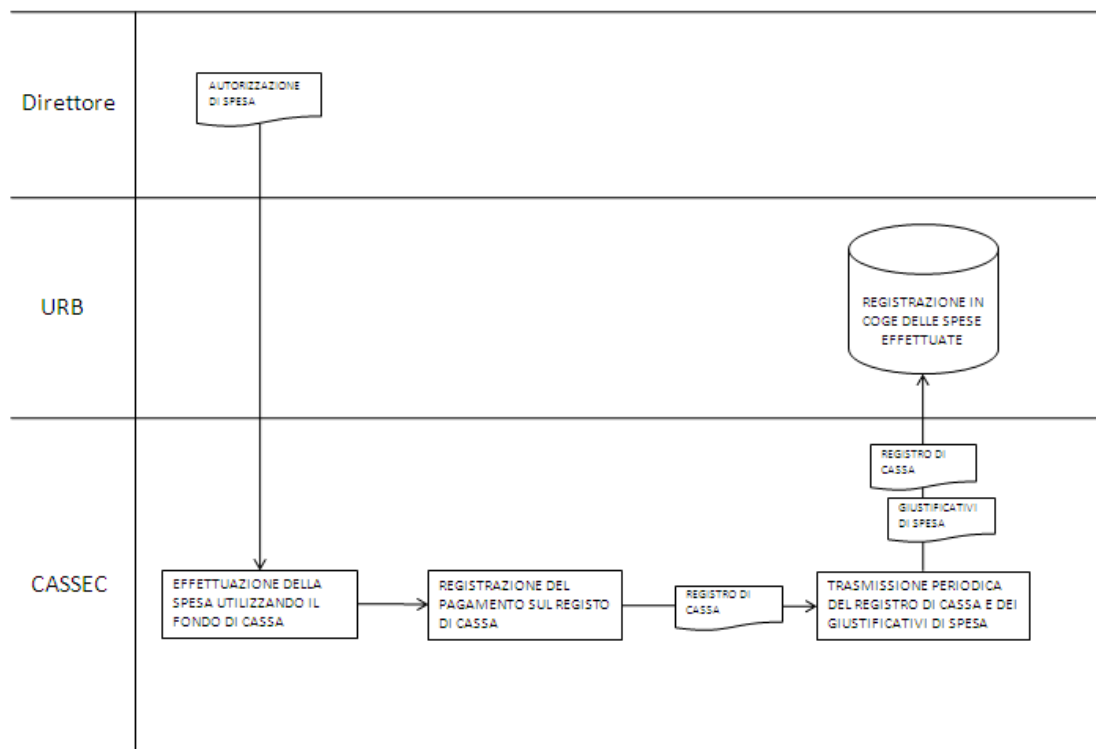 Direttore
AUTORIZZAZIONE
DI SPESA
URB
REGISTRAZIONE IN
COGE DELLE SPESE
EFFETTUATE
CASSEC
REGISTRO DI
CASSA
GIUSTIFICATIVI
DI SPESA
EFFETTUAZIONE DELLA
SPESA UTILIZZANDO IL
FONDO DI CASSA
REGISTRAZIONE DEL
PAGAMENTO SUL REGISTO
DI CASSA
REGISTRO DI
CASSA
TRASMISSIONE PERIODICA
DEL REGISTRO DI CASSA E DEI
GIUSTIFICATIVI DI SPESA